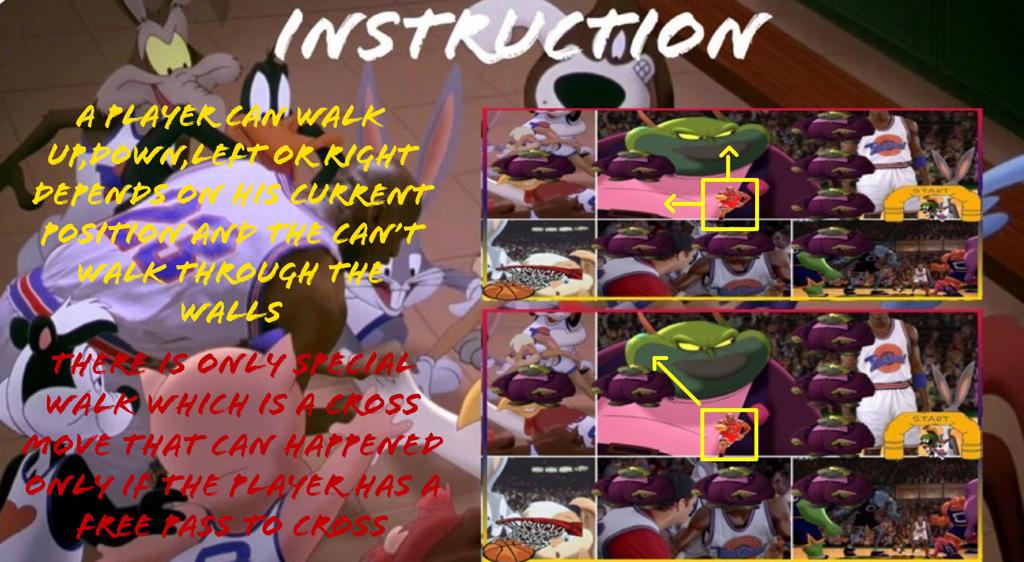 INSTRUCTION
A PLAYER CAN WALK
UP,DOWN,LEFT OR RIGHT
DEPENDS ON HIS CURRENT
POSITION AND THE CAN'T
WALK THROUGH THE
WALLS
THERE IS ONLY SPECIAL
WALK WHICH IS A CROSS
MOVE THAT CAN HAPPENED
ONLY IF THE PLAYER HAS A
FREE PASS TO CROSS
START
START